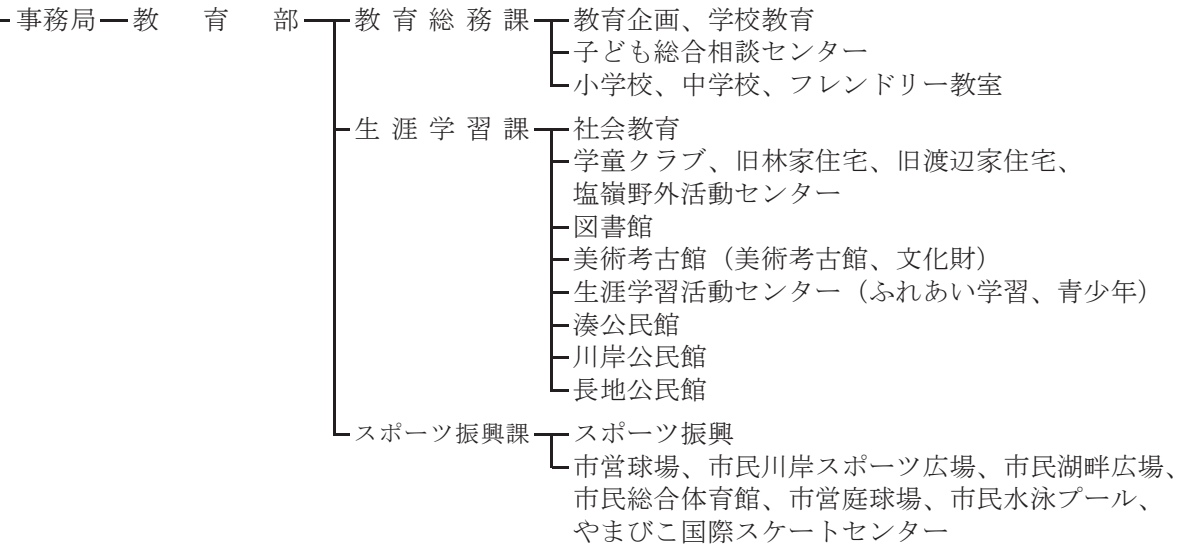 事務局 教育部 教育総務課 教育企画、学校教育
子ども総合相談センター
小学校、中学校、フレンドリー教室
生涯学習課 社会教育
学童クラブ、旧林家住宅、旧渡辺家住宅、
塩嶺野外活動センター
図書館
美術考古館（美術考古館、文化財）
生涯学習活動センター（ふれあい学習、青少年）
湊公民館
川岸公民館
長地公民館
スポーツ振興課 スポーツ振興
市営球場、市民川岸スポーツ広場、市民湖畔広場、
市民総合体育館、市営庭球場、市民水泳プール、
やまびこ国際スケートセンター